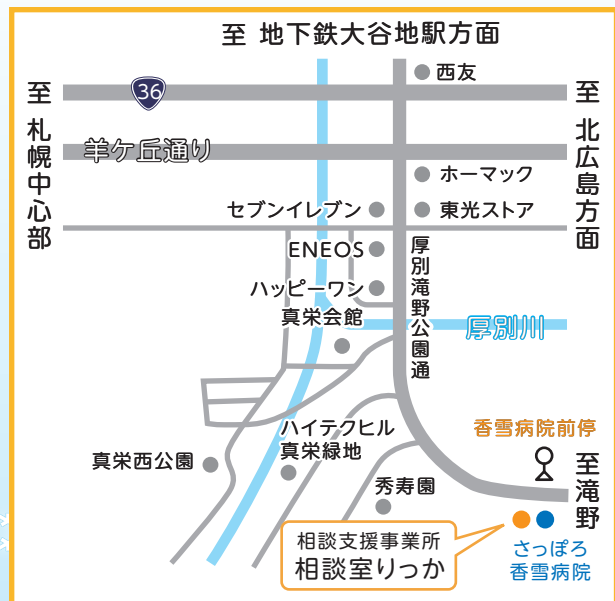 至 地下鉄大谷地駅方面
西友
至 札幌中心部
36
至 北広島方面
羊ケ丘通り
ホーマック
セブンイレブン
東光ストア
ENEOS
ハッピーワン
厚別滝野公園通
真栄会館
厚別川
ハイテクヒル
真栄緑地
香雪病院前停
真栄西公園
秀寿園
至滝野
相談支援事業所
相談室りっか
さっぽろ
香雪病院